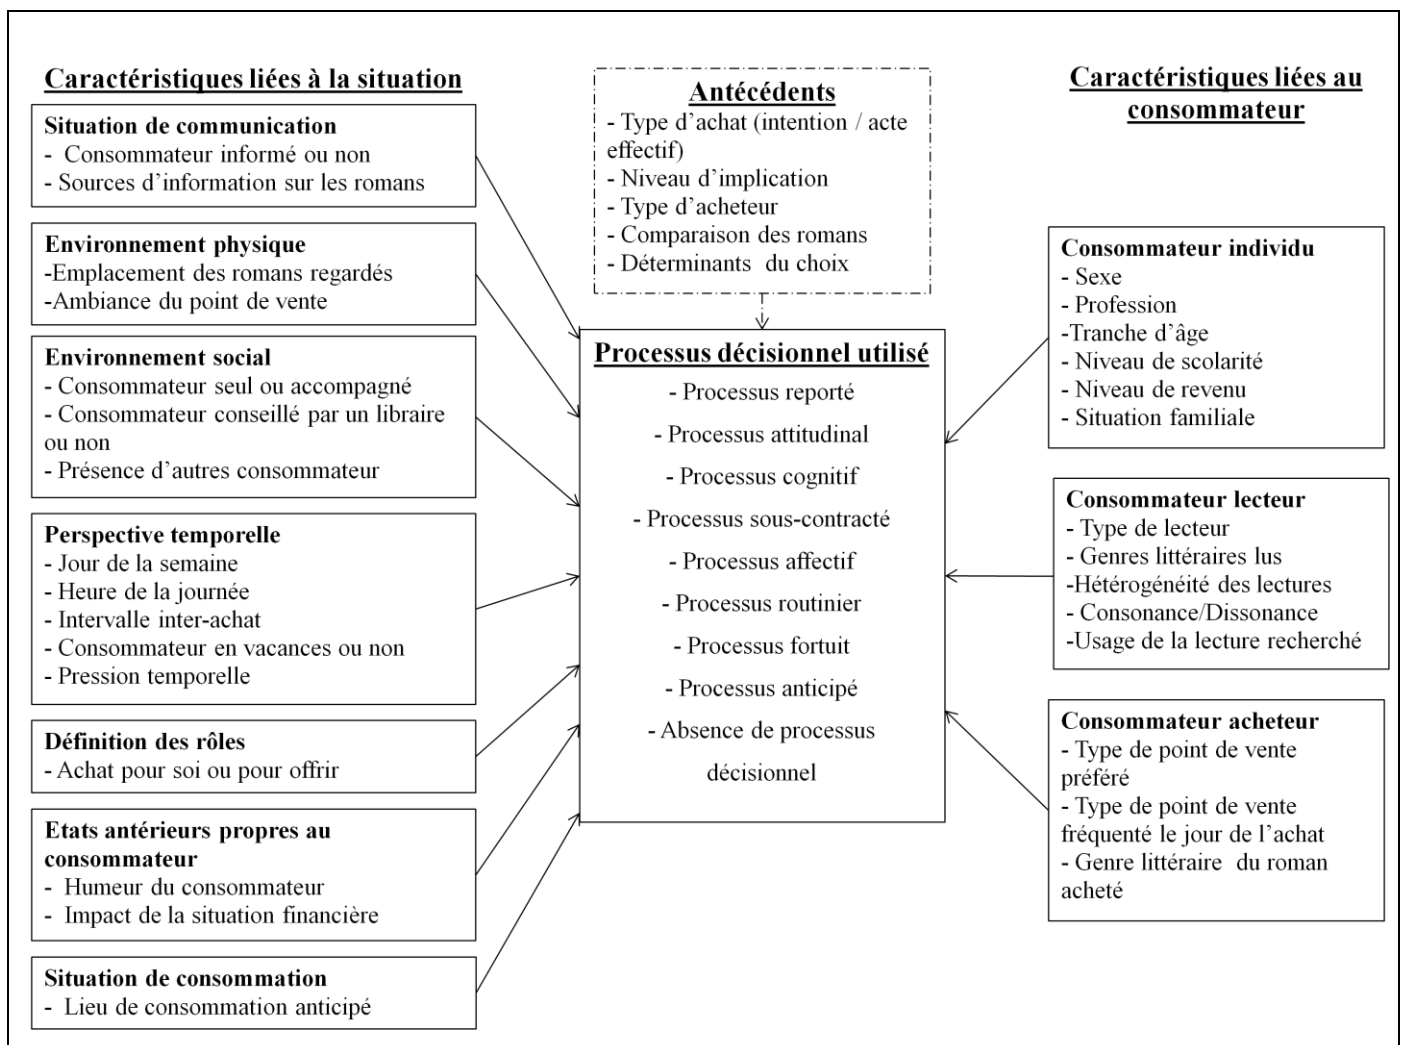 Caractéristiques liées à la situation
Situation de communication
-  Consommateur informé ou non
- Sources d'information sur les romans
Environnement physique
-Emplacement des romans regardés
-Ambiance du point de vente
Environnement social
- Consommateur seul ou accompagné
- Consommateur conseillé par un libraire
ou non
- Présence d'autres consommateur
Perspective temporelle
- Jour de la semaine
- Heure de la journée
- Intervalle inter-achat
- Consommateur en vacances ou non
- Pression temporelle
Définition des rôles
- Achat pour soi ou pour offrir
Etats antérieurs propres au
consommateur
-  Humeur du consommateur
-  Impact de la situation financière
Situation de consommation
-  Lieu de consommation anticipé
Antécédents
- Type d'achat (intention / acte
effectif)
- Niveau d'implication
- Type d'acheteur
- Comparaison des romans
- Déterminants  du choix
Processus décisionnel utilisé
- Processus reporté
- Processus attitudinal
- Processus cognitif
- Processus sous-contracté
- Processus affectif
- Processus routinier
- Processus fortuit
- Processus anticipé
- Absence de processus
décisionnel
Caractéristiques liées au
consommateur
Consommateur individu
- Sexe
- Profession
-Tranche d'âge
- Niveau de scolarité
- Niveau de revenu
- Situation familiale
Consommateur lecteur
- Type de lecteur
- Genres littéraires lus
-Hétérogénéité des lectures
- Consonance/Dissonance
-Usage de la lecture recherché
Consommateur acheteur
- Type de point de vente
préféré
- Type de point de vente
fréquenté le jour de l'achat
- Genre littéraire  du roman
acheté